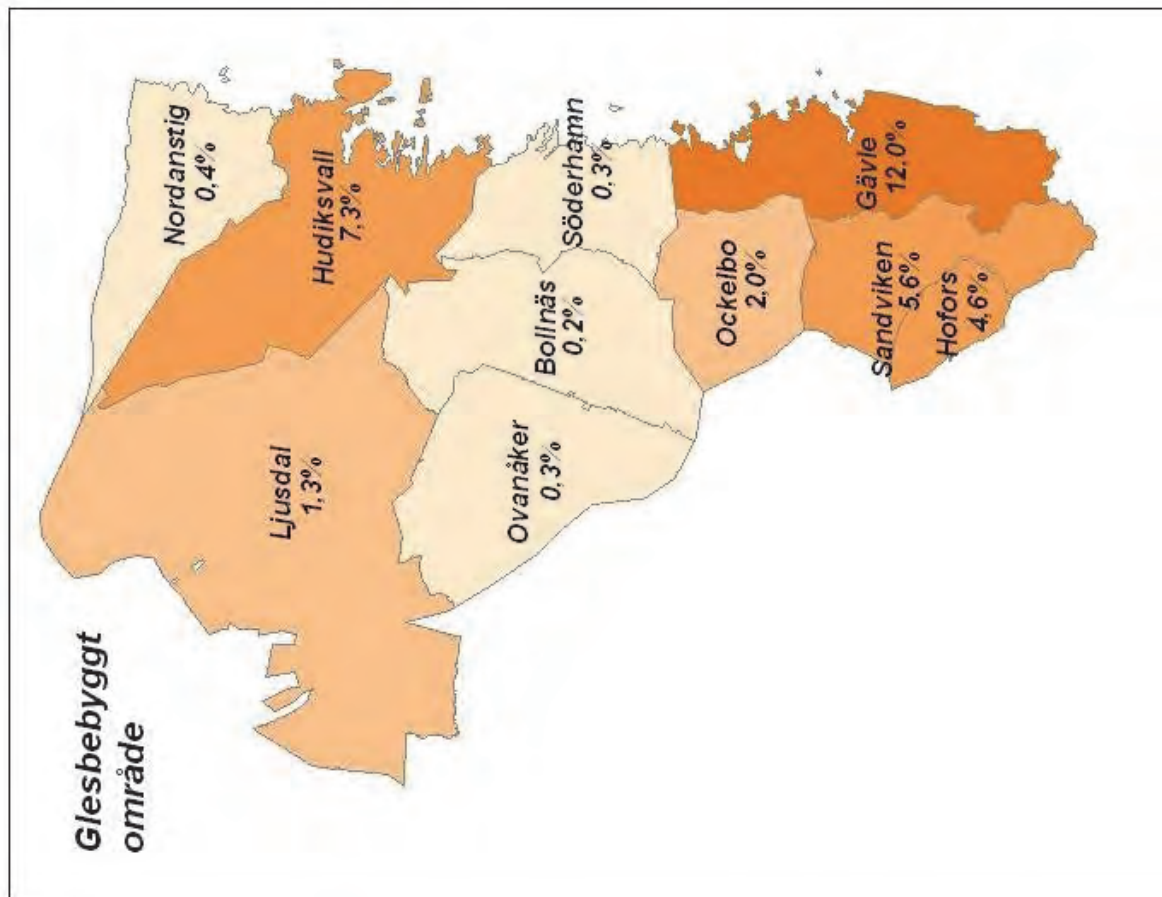 Glesbebyggt
område
Nordanstig
0,4%
Hudiksvall
7,3%
Ljusdal
1,3%
Söderhamn
0,3%
Bollnäs
0,2%
Ovanåker
0,3%
Ockelbo
2,0%
Gävle
12,0%
Sandviken
5,6%
Hofors
4,6%